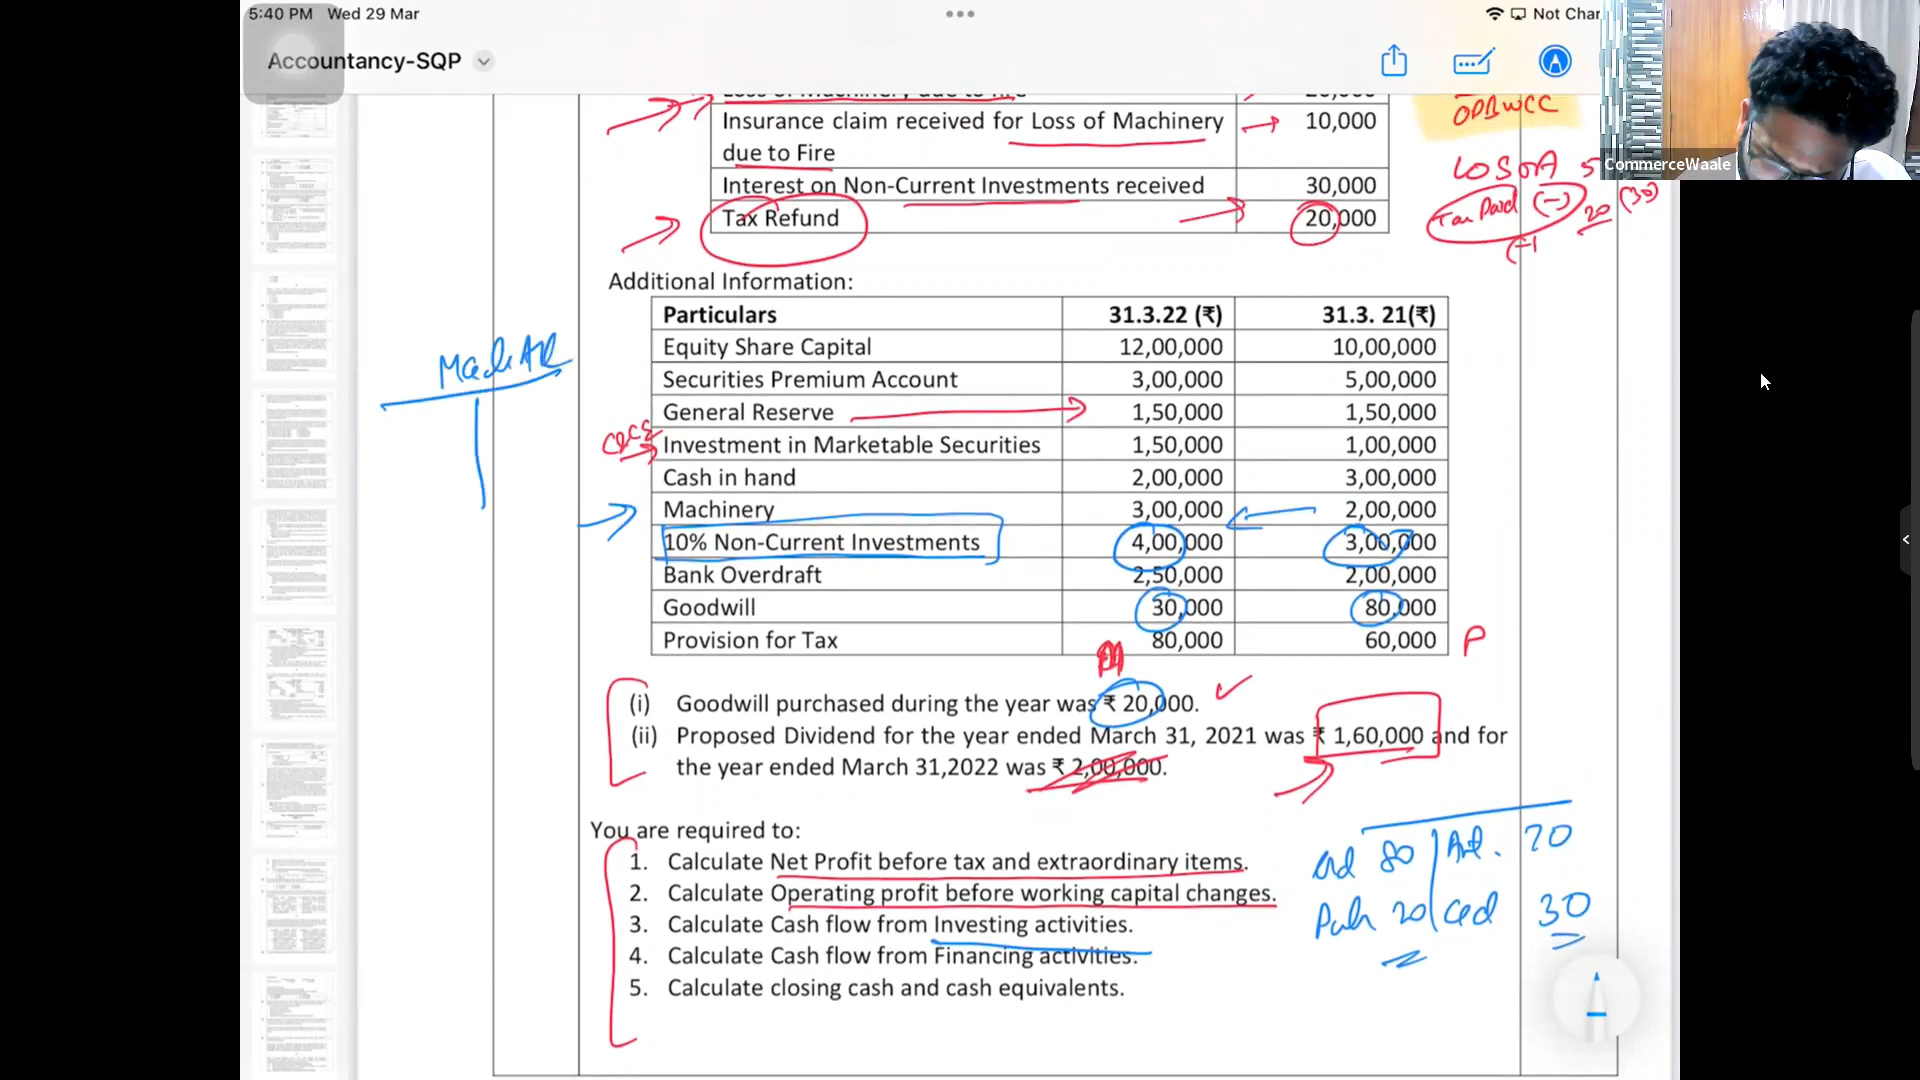 5:40 PM Wed 29 Mar
Not Char
Accountancy-SQP
CommerceWaale
Insurance claim received for Loss of Machinery due to Fire 10,000
Interest on Non-Current Investments received 30,000
Tax Refund 20,000
OPBWCC
Tax Paid (-) 20 (30)
Additional Information:
Particulars 31.3.22 (₹) 31.3. 21(₹)
Equity Share Capital 12,00,000 10,00,000
Securities Premium Account 3,00,000 5,00,000
General Reserve 1,50,000 1,50,000
Investment in Marketable Securities 1,50,000 1,00,000
Cash in hand 2,00,000 3,00,000
Machinery 3,00,000 2,00,000
10% Non-Current Investments 4,00,000 3,00,000
Bank Overdraft 2,50,000 2,00,000
Goodwill 30,000 80,000
Provision for Tax 80,000 60,000 P
(i) Goodwill purchased during the year was ₹ 20,000.
(ii) Proposed Dividend for the year ended March 31, 2021 was ₹ 1,60,000 and for
the year ended March 31,2022 was ₹ 2,00,000.
You are required to:
1. Calculate Net Profit before tax and extraordinary items.
2. Calculate Operating profit before working capital changes.
3. Calculate Cash flow from Investing activities.
4. Calculate Cash flow from Financing activities.
5. Calculate closing cash and cash equivalents.
80 70
20 30